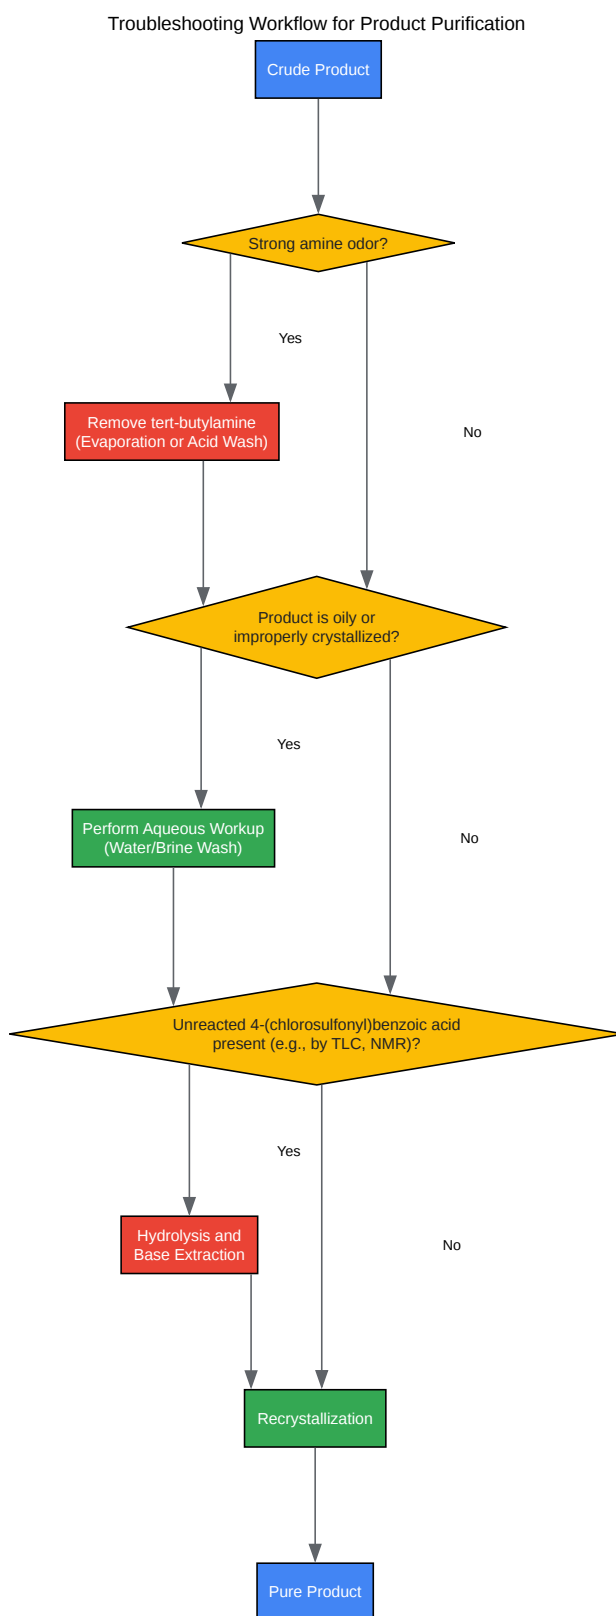 Troubleshooting Workflow for Product Purification
Crude Product
Strong amine odor?
Yes
Remove tert-butylamine
(Evaporation or Acid Wash)
No
Product is oily or
improperly crystallized?
Yes
Perform Aqueous Workup
(Water/Brine Wash)
No
Unreacted 4-(chlorosulfonyl)benzoic acid
present (e.g., by TLC, NMR)?
Yes
Hydrolysis and
Base Extraction
No
Recrystallization
Pure Product